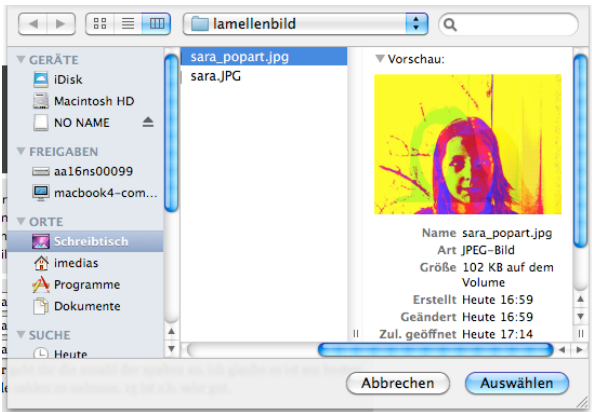 lamellenbild
GERÄTE
iDisk
Macintosh HD
NO NAME
FREIGABEN
aa16ns00099
macbook4-com...
ORTE
Schreibtisch
imedias
Programme
Dokumente
SUCHE
Heute
sara_popart.jpg
sara.JPG
Vorschau:
Name sara_popart.jpg
Art JPEG-Bild
Größe 102 KB auf dem
Volume
Erstellt Heute 16:59
Geändert Heute 16:59
Zul. geöffnet Heute 17:14
Abbrechen
Auswählen